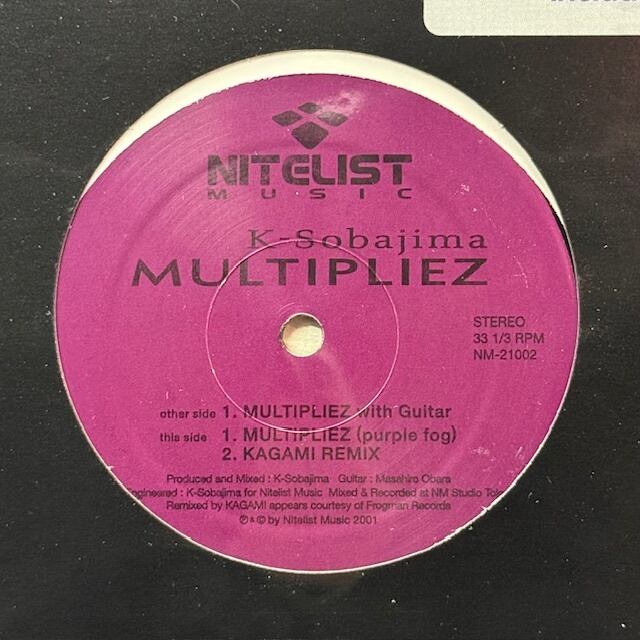 NITELIST
MUSIC
K-Sobajima
MULTIPLIEZ
STEREO
33 1/3 RPM
NM-21002
other side 1. MULTIPLIEZ with Guitar
this side 1. MULTIPLIEZ (purple fog)
2. KAGAMI REMIX
Produced and Mixed : K-Sobajima Guitar : Masahiro Obara
: K-Sobajima for Nitelist Music Mixed & Recorded at NM Studio
Remixed by KAGAMI appears courtesy of Frogman Records
℗ & © by Nitelist Music 2001